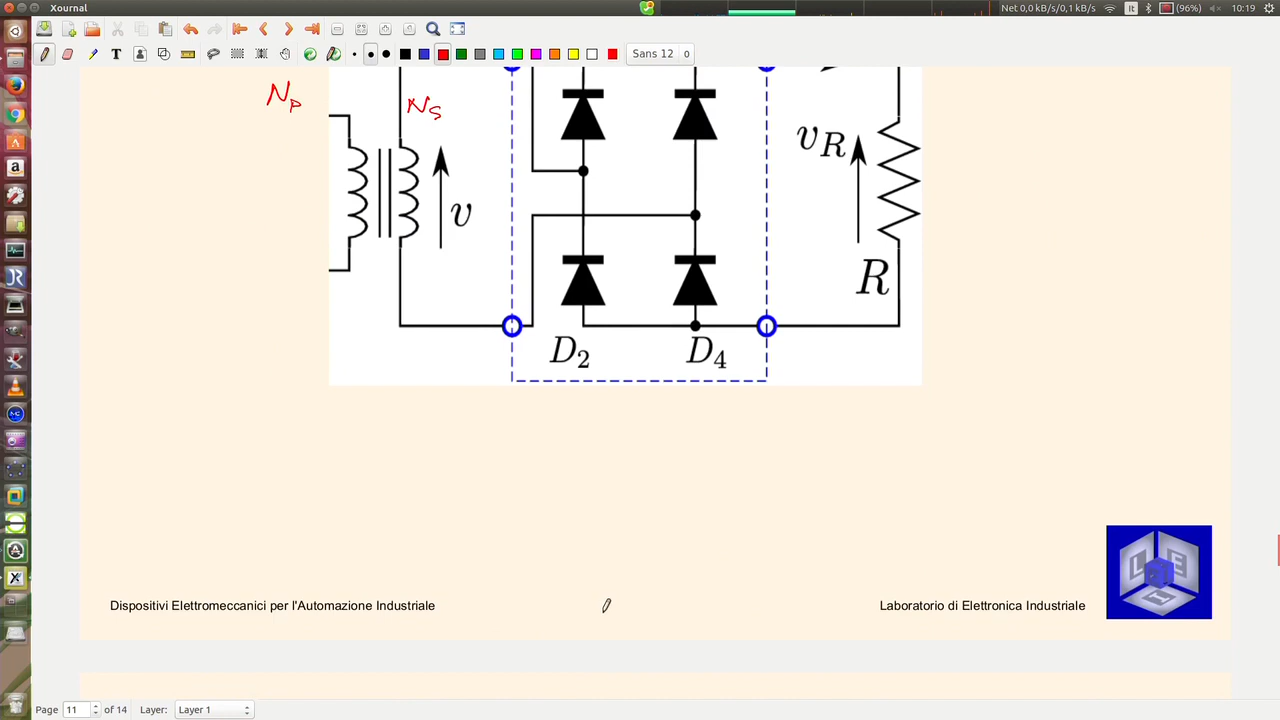 Xournal
Net 0,0 kB/s/0,1 kB/s
It
(96%)
10:19
Sans 12
N_P
N_S
v
v_R
R
D_2
D_4
Dispositivi Elettromeccanici per l'Automazione Industriale
Laboratorio di Elettronica Industriale
Page 11 of 14 Layer: Layer 1